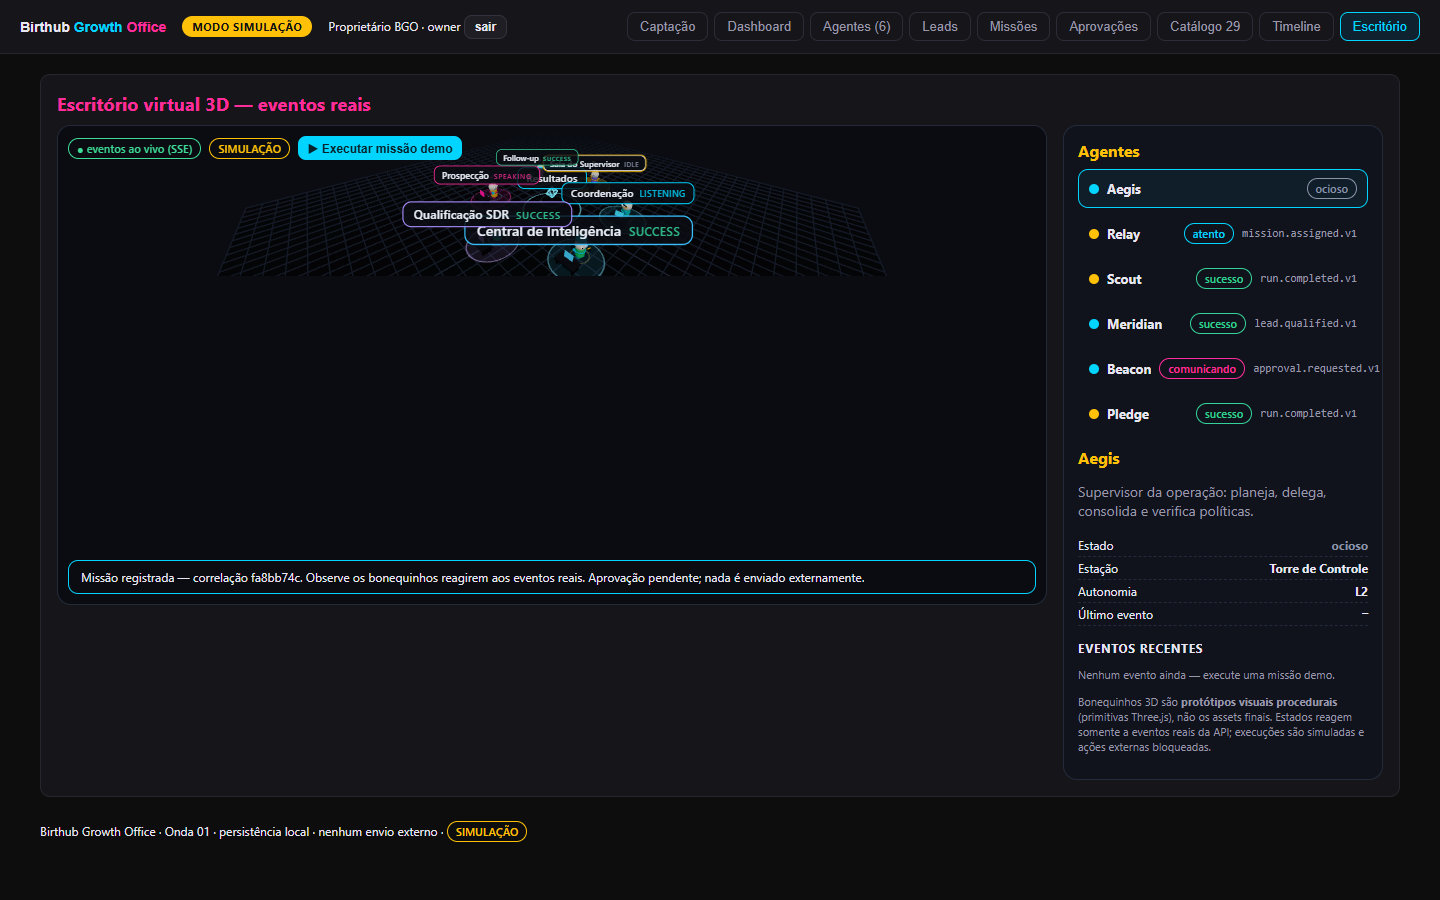 Birthub Growth Office
MODO SIMULAÇÃO
Proprietário BGO · owner
sair
Captação
Dashboard
Agentes (6)
Leads
Missões
Aprovações
Catálogo 29
Timeline
Escritório
Escritório virtual 3D — eventos reais
● eventos ao vivo (SSE)
SIMULAÇÃO
▶ Executar missão demo
Follow-up SUCCESS
Supervisor IDLE
Prospecção SPEAKING
Coordenação LISTENING
Qualificação SDR SUCCESS
Central de Inteligência SUCCESS
Missão registrada — correlação fa8bb74c. Observe os bonequinhos reagirem aos eventos reais. Aprovação pendente; nada é enviado externamente.
Agentes
Aegis ocioso
Relay atento mission.assigned.v1
Scout sucesso run.completed.v1
Meridian sucesso lead.qualified.v1
Beacon comunicando approval.requested.v1
Pledge sucesso run.completed.v1
Aegis
Supervisor da operação: planeja, delega,
consolida e verifica políticas.
Estado ocioso
Estação Torre de Controle
Autonomia L2
Último evento –
EVENTOS RECENTES
Nenhum evento ainda — execute uma missão demo.
Bonequinhos 3D são protótipos visuais procedurais
(primitivas Three.js), não os assets finais. Estados reagem
somente a eventos reais da API; execuções são simuladas e
ações externas bloqueadas.
Birthub Growth Office · Onda 01 · persistência local · nenhum envio externo · SIMULAÇÃO